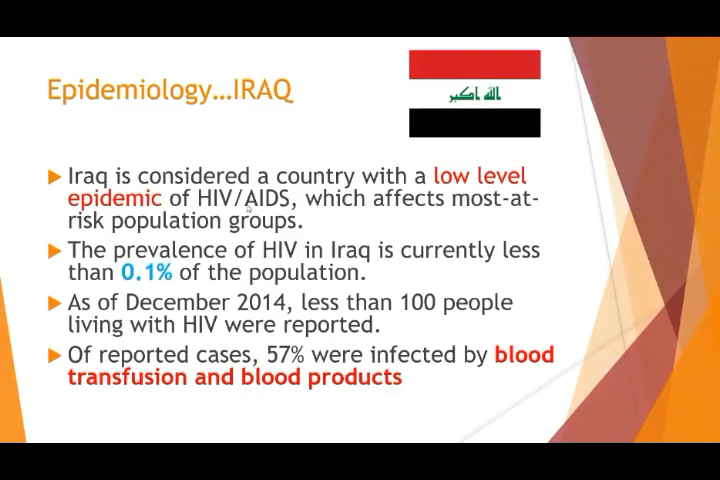 Epidemiology...IRAQ
الله اكبر
Iraq is considered a country with a low level
epidemic of HIV/AIDS, which affects most-at-
risk population groups.
The prevalence of HIV in Iraq is currently less
than 0.1% of the population.
As of December 2014, less than 100 people
living with HIV were reported.
Of reported cases, 57% were infected by blood
transfusion and blood products